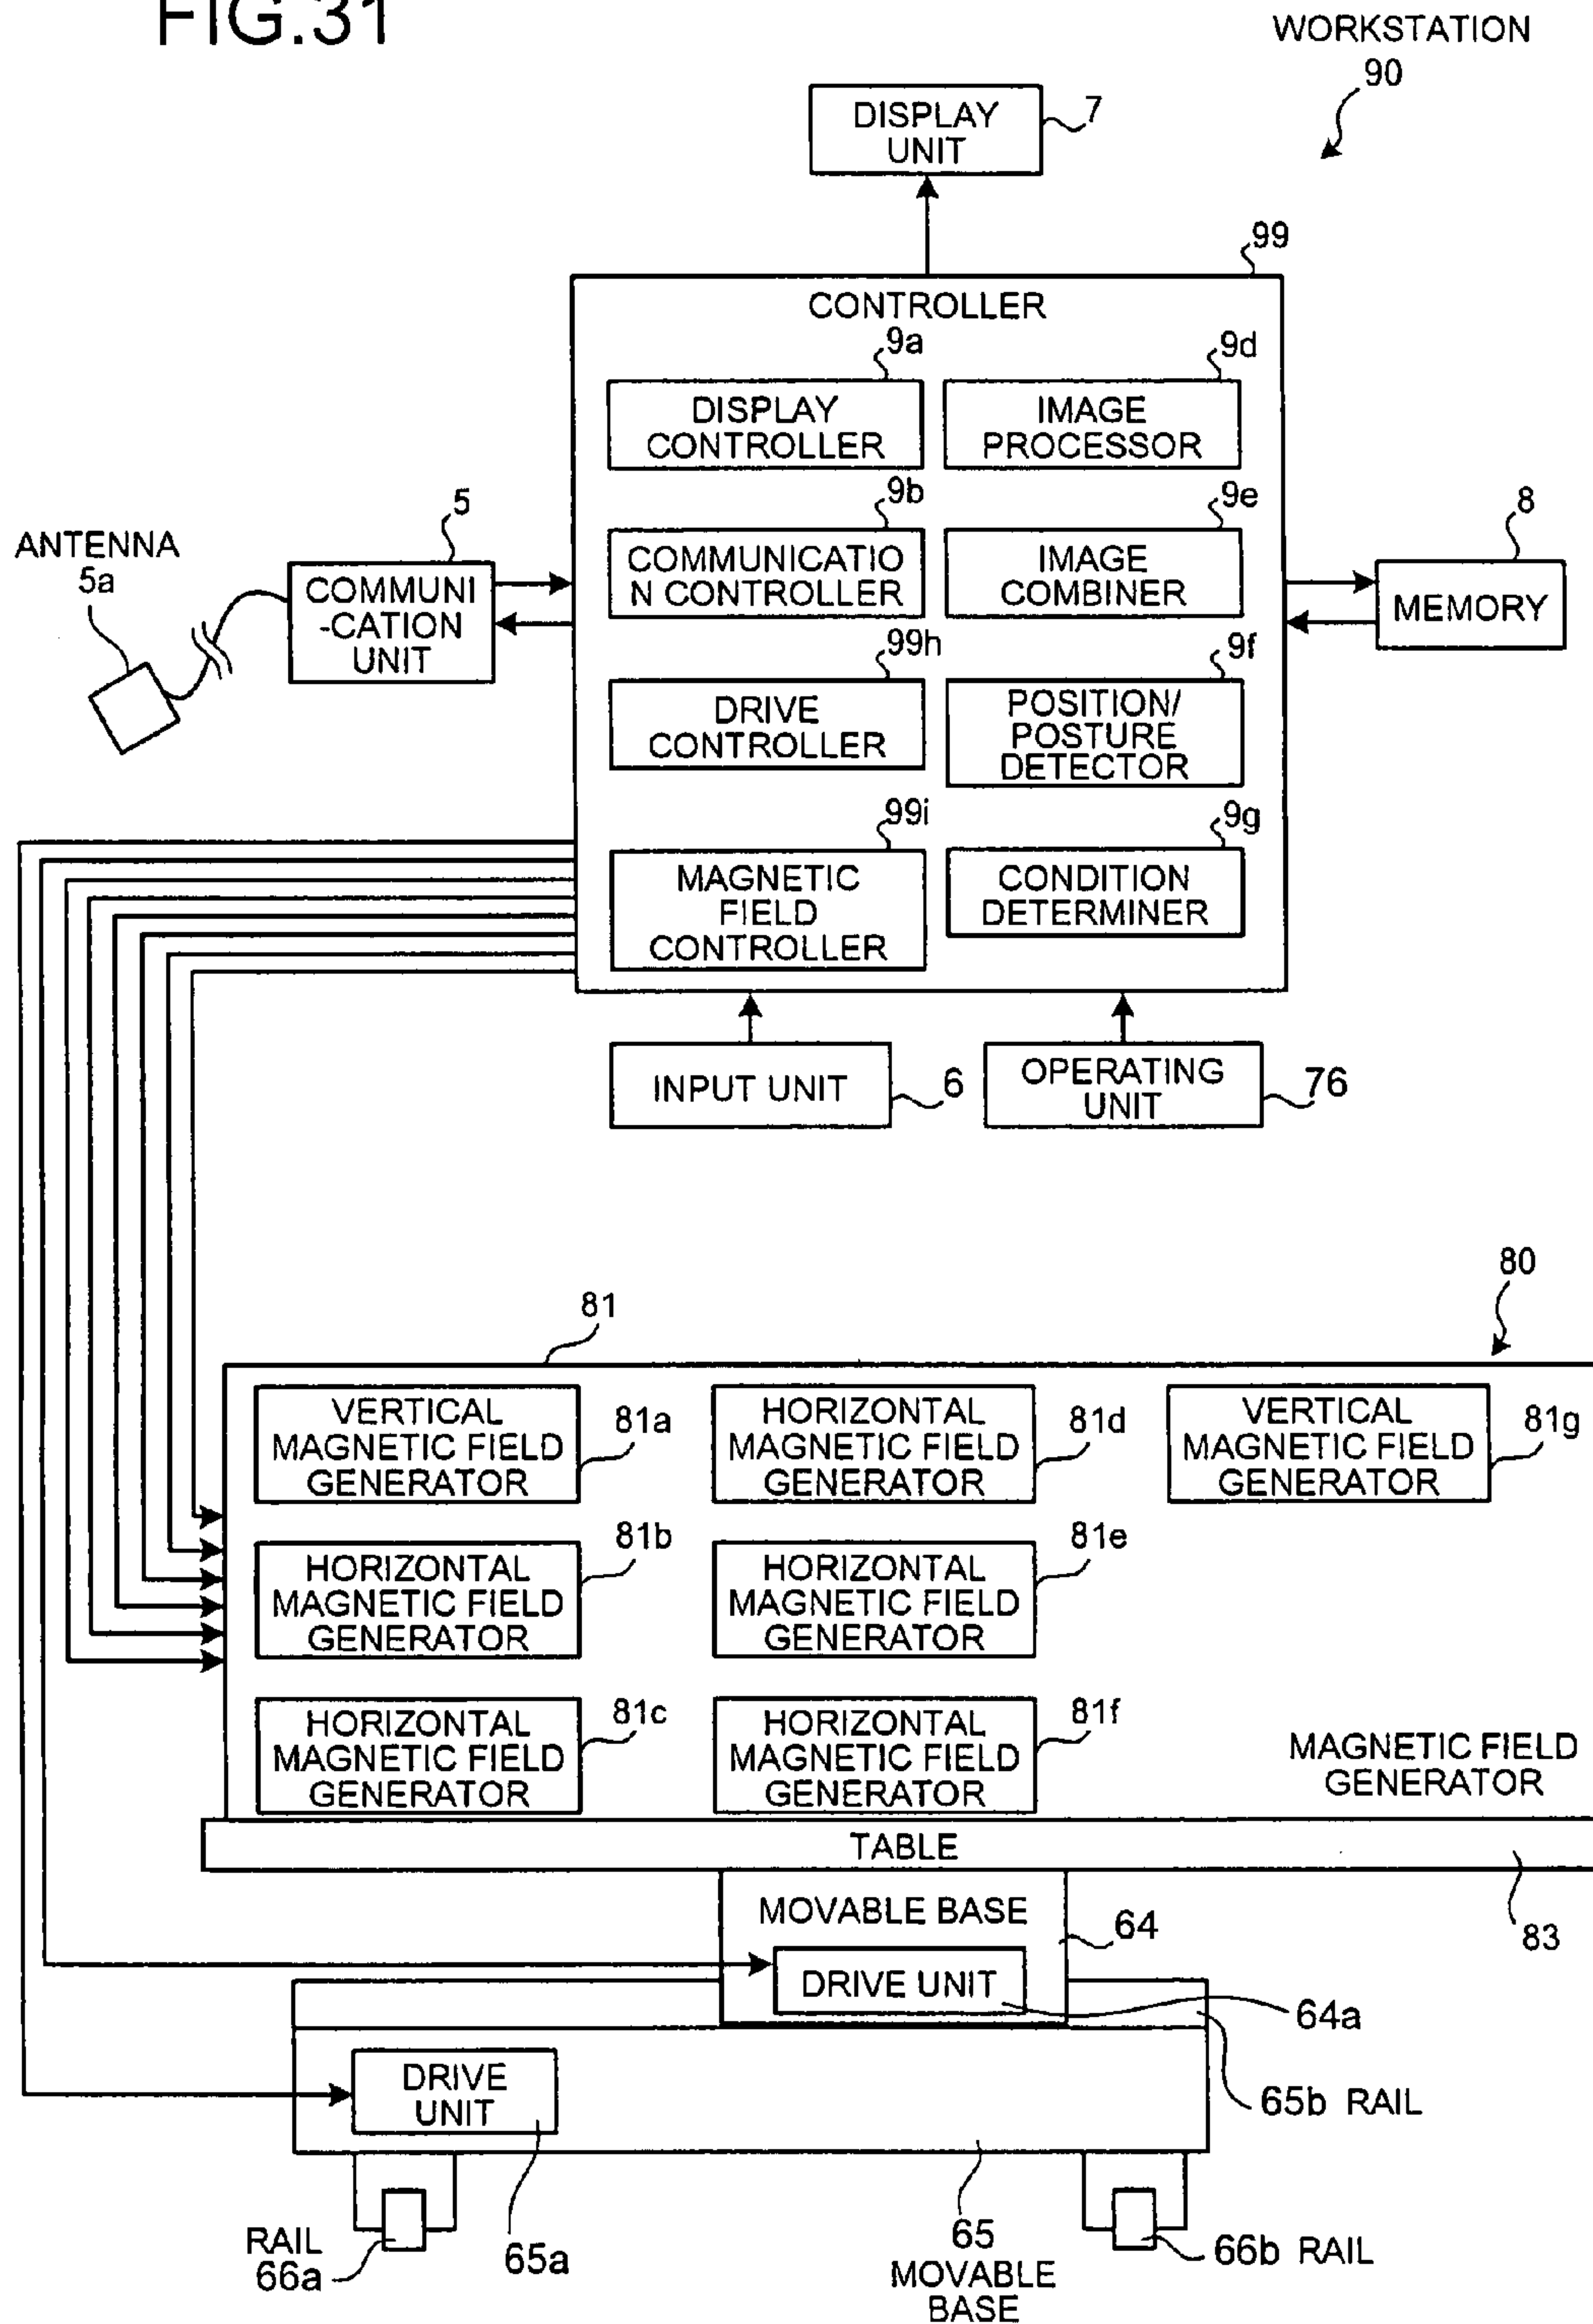 FIG.31
WORKSTATION
90
DISPLAY
UNIT
7
99
CONTROLLER
9a
9d
DISPLAY
CONTROLLER
IMAGE
PROCESSOR
5
9b
9e
8
ANTENNA
5a
COMMUNI
-CATION
UNIT
COMMUNICATIO
N CONTROLLER
IMAGE
COMBINER
MEMORY
99h
9f
DRIVE
CONTROLLER
POSITION/
POSTURE
DETECTOR
99i
9g
MAGNETIC
FIELD
CONTROLLER
CONDITION
DETERMINER
INPUT UNIT
6
OPERATING
UNIT
76
80
81
VERTICAL
MAGNETIC FIELD
GENERATOR
81a
HORIZONTAL
MAGNETIC FIELD
GENERATOR
81d
VERTICAL
MAGNETIC FIELD
GENERATOR
81g
HORIZONTAL
MAGNETIC FIELD
GENERATOR
81b
HORIZONTAL
MAGNETIC FIELD
GENERATOR
81e
HORIZONTAL
MAGNETIC FIELD
GENERATOR
81c
HORIZONTAL
MAGNETIC FIELD
GENERATOR
81f
MAGNETIC FIELD
GENERATOR
TABLE
83
MOVABLE BASE
64
DRIVE UNIT
64a
DRIVE
UNIT
65b RAIL
RAIL
66a
65a
65
MOVABLE
BASE
66b RAIL